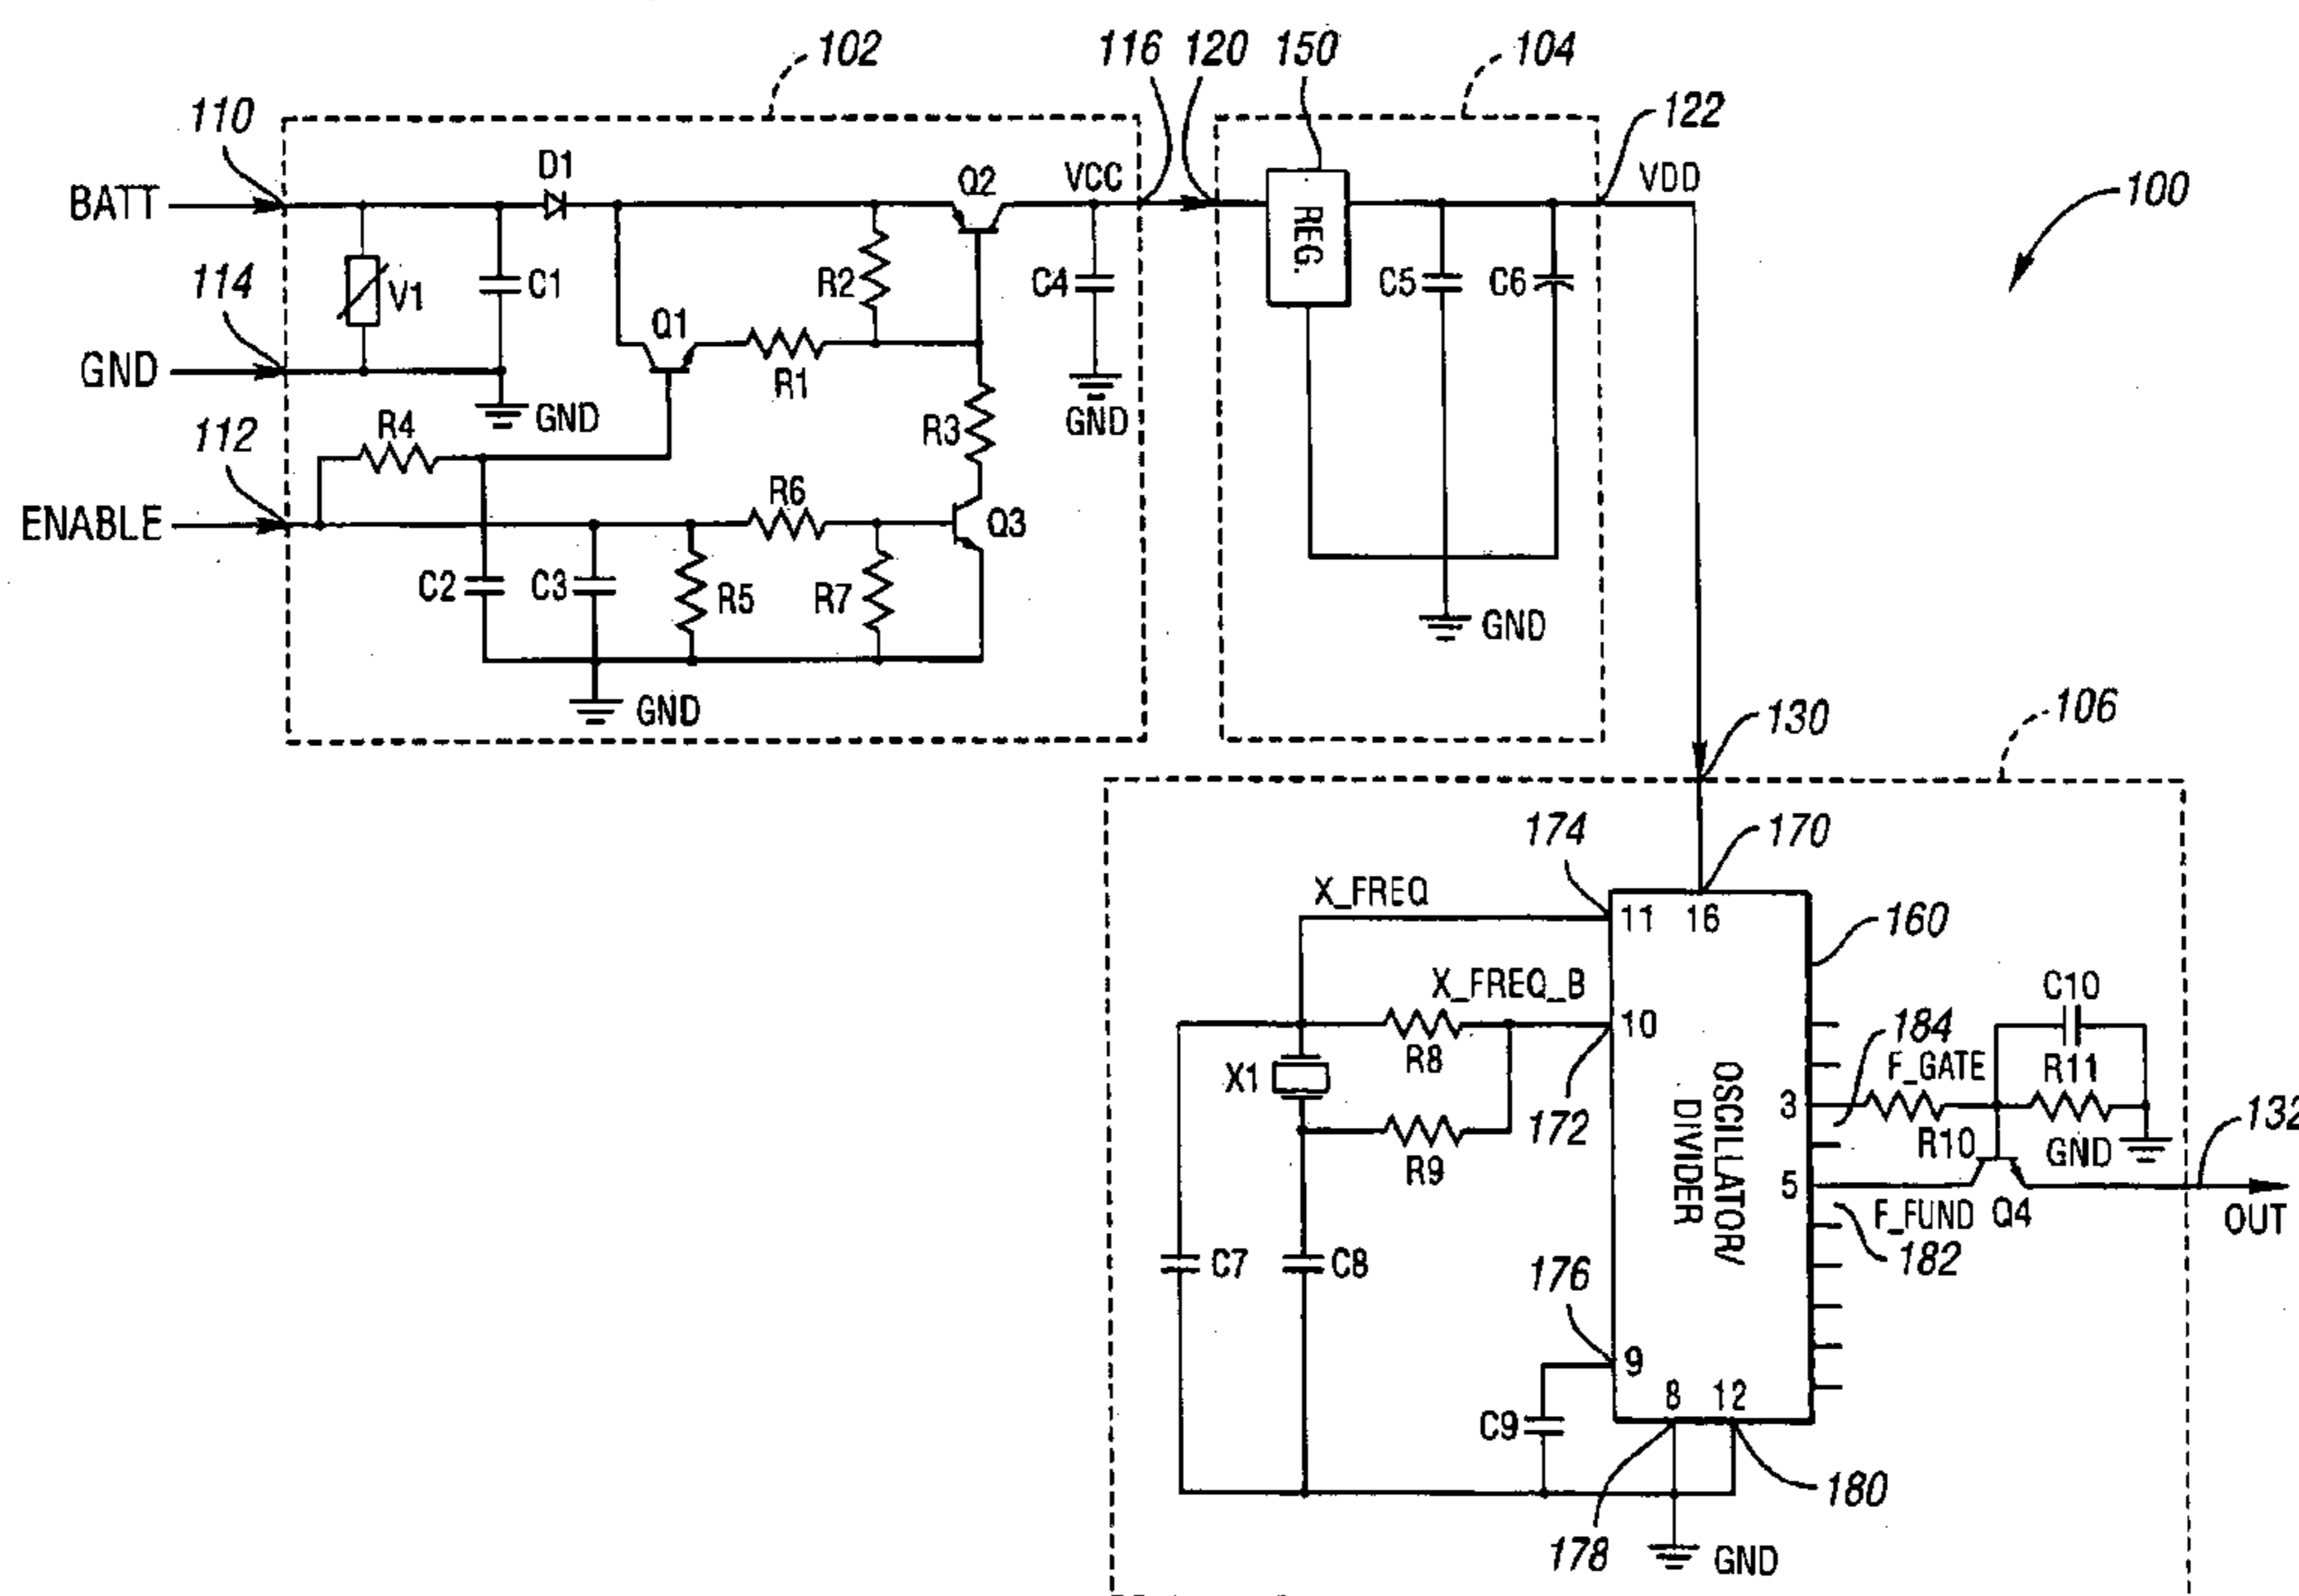 102
116 120 150
104
122
110
D1
Q2
VCC
VDD
100
BATT
REG.
114
V1
C1
R2
C4
C5
C6
Q1
GND
R1
GND
GND
R3
112
R4
R6
ENABLE
Q3
C2
C3
R5
R7
GND
GND
130
106
174
170
X_FREQ
11 16
160
X_FREQ_B
C10
10
184
R8
F_GATE
R11
X1
OSCILLATOR/
DIVIDER
3
172
132
R10
GND
R9
5
F_FUND Q4
OUT
C7
C8
182
176
9
8 12
C9
180
178
GND